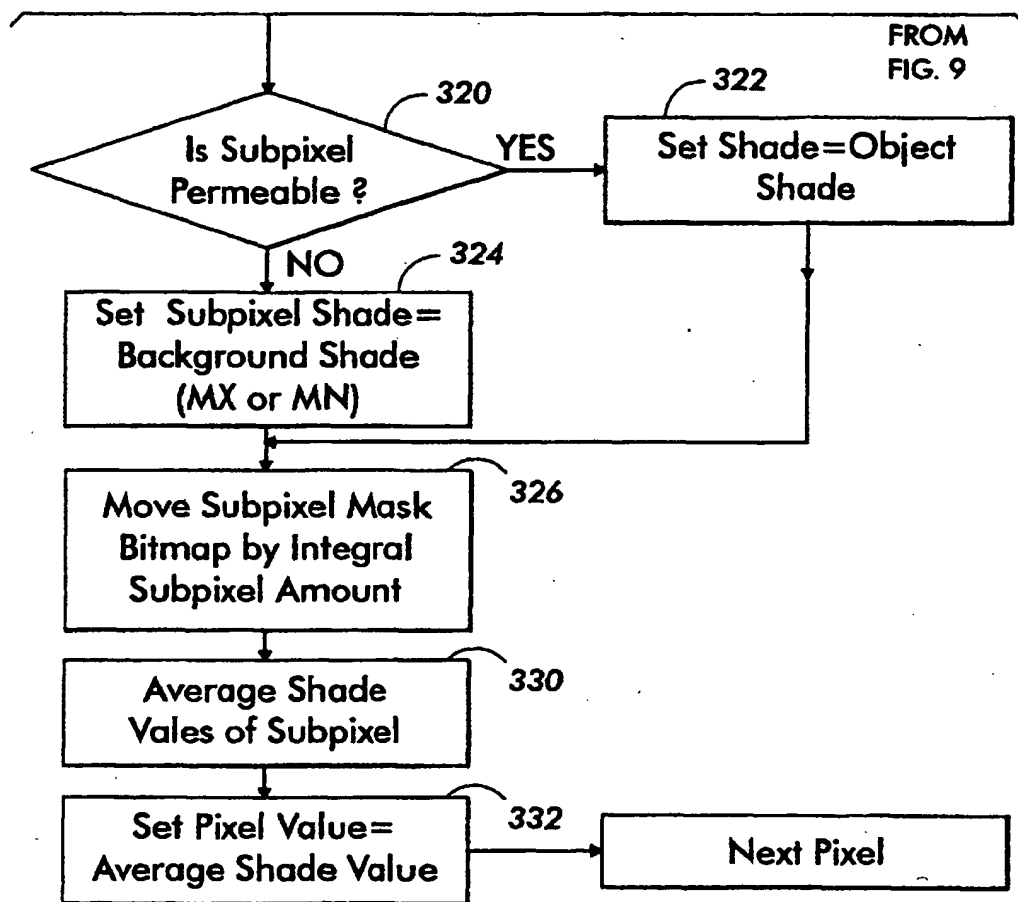 FROM
FIG. 9
320
Is Subpixel
Permeable ?
YES
322
Set Shade=Object
Shade
NO
324
Set Subpixel Shade=
Background Shade
(MX or MN)
326
Move Subpixel Mask
Bitmap by Integral
Subpixel Amount
330
Average Shade
Vales of Subpixel
332
Set Pixel Value=
Average Shade Value
Next Pixel